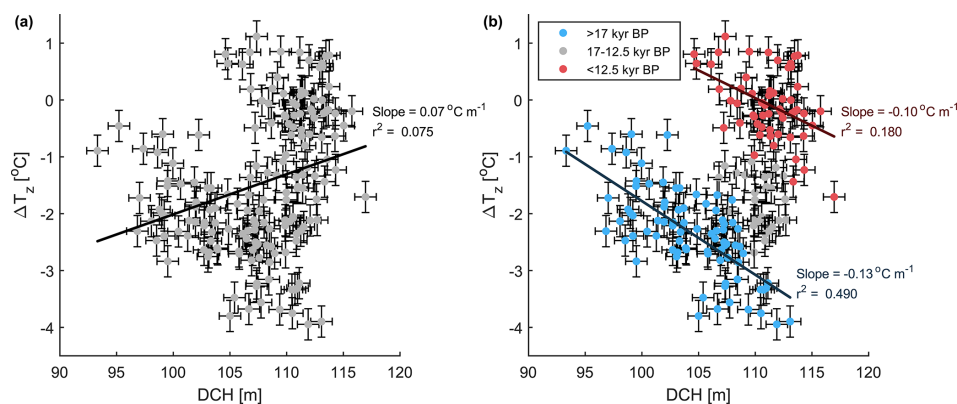 (a)
1
0
-1
-2
-3
-4
ΔTz [°C]
90 95 100 105 110 115 120
DCH [m]
Slope = 0.07 °C m⁻¹
r² = 0.075
(b)
>17 kyr BP
17-12.5 kyr BP
<12.5 kyr BP
1
0
-1
-2
-3
-4
ΔTz [°C]
90 95 100 105 110 115 120
DCH [m]
Slope = -0.10 °C m⁻¹
r² = 0.180
Slope = -0.13 °C m⁻¹
r² = 0.490